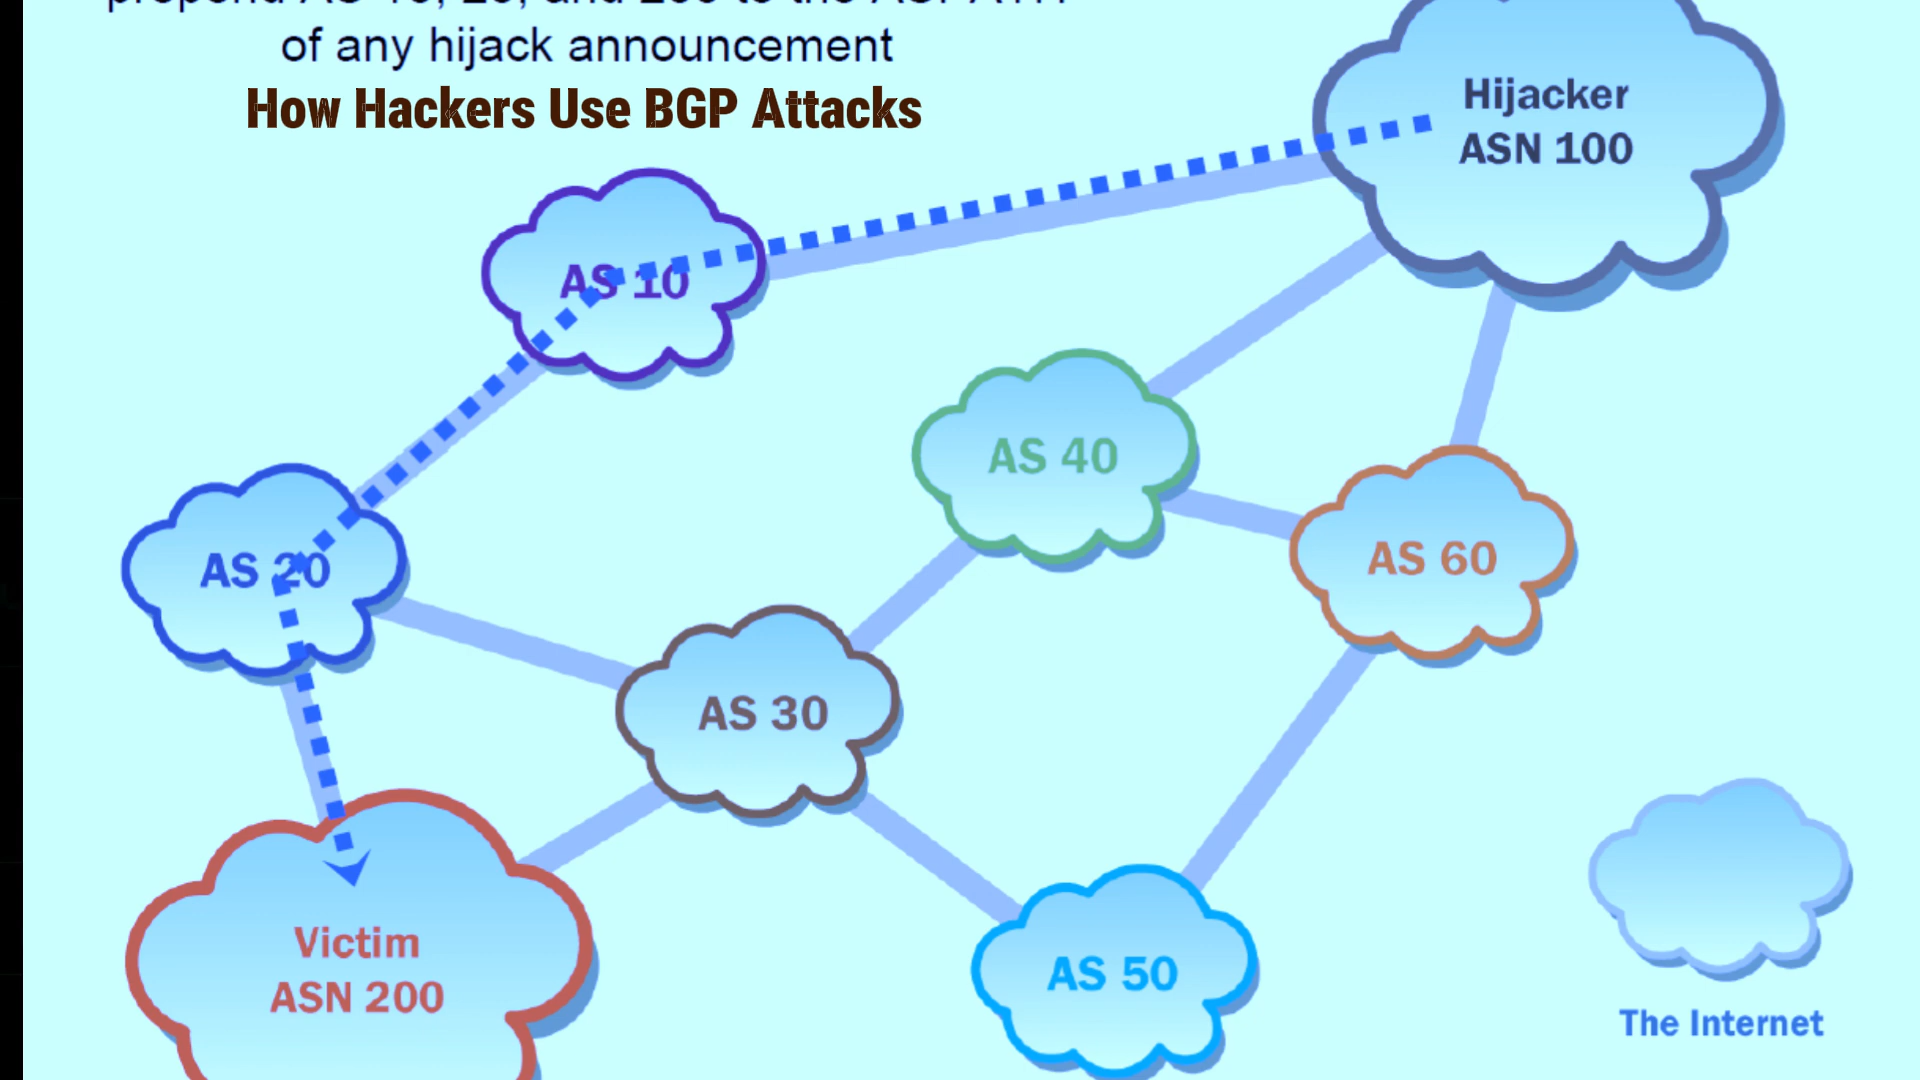 of any hijack announcement
How Hackers Use BGP Attacks
Hijacker
ASN 100
AS 10
AS 40
AS 20
AS 60
AS 30
Victim
ASN 200
AS 50
The Internet